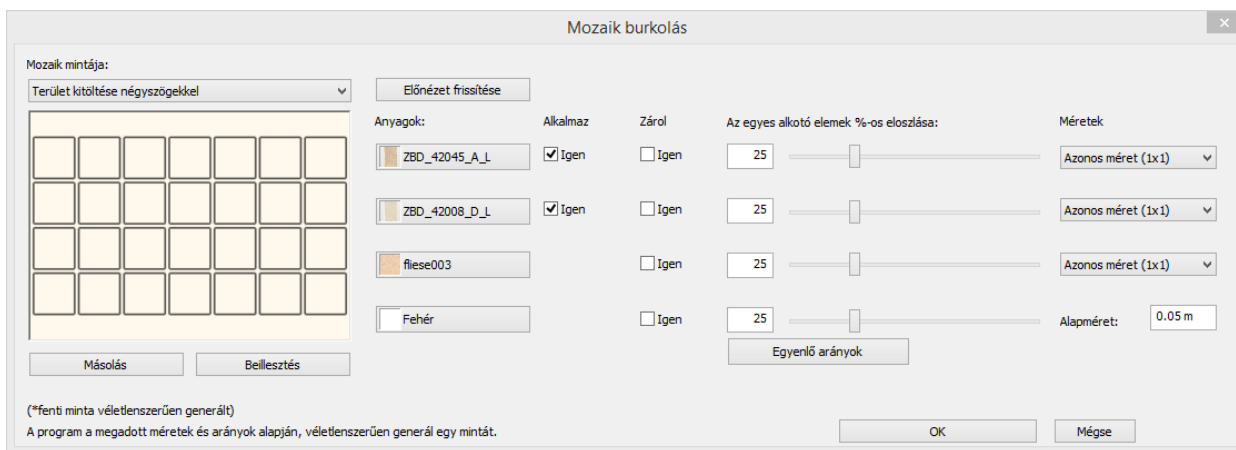 Mozaik burkolás
Mozaik mintája:
Terület kitöltése négyszögekkel
Előnézet frissítése
Anyagok: Alkalmaz Zárol Az egyes alkotó elemek %-os eloszlása: Méretek
ZBD_42045_A_L Igen Igen 25 Azonos méret (1x1)
ZBD_42008_D_L Igen Igen 25 Azonos méret (1x1)
fliese003 Igen 25 Azonos méret (1x1)
Fehér Igen 25 Alapméret: 0.05 m
Egyenlő arányok
Másolás Beillesztés
(*fenti minta véletlenszerűen generált)
A program a megadott méretek és arányok alapján, véletlenszerűen generál egy mintát.
OK Mégse